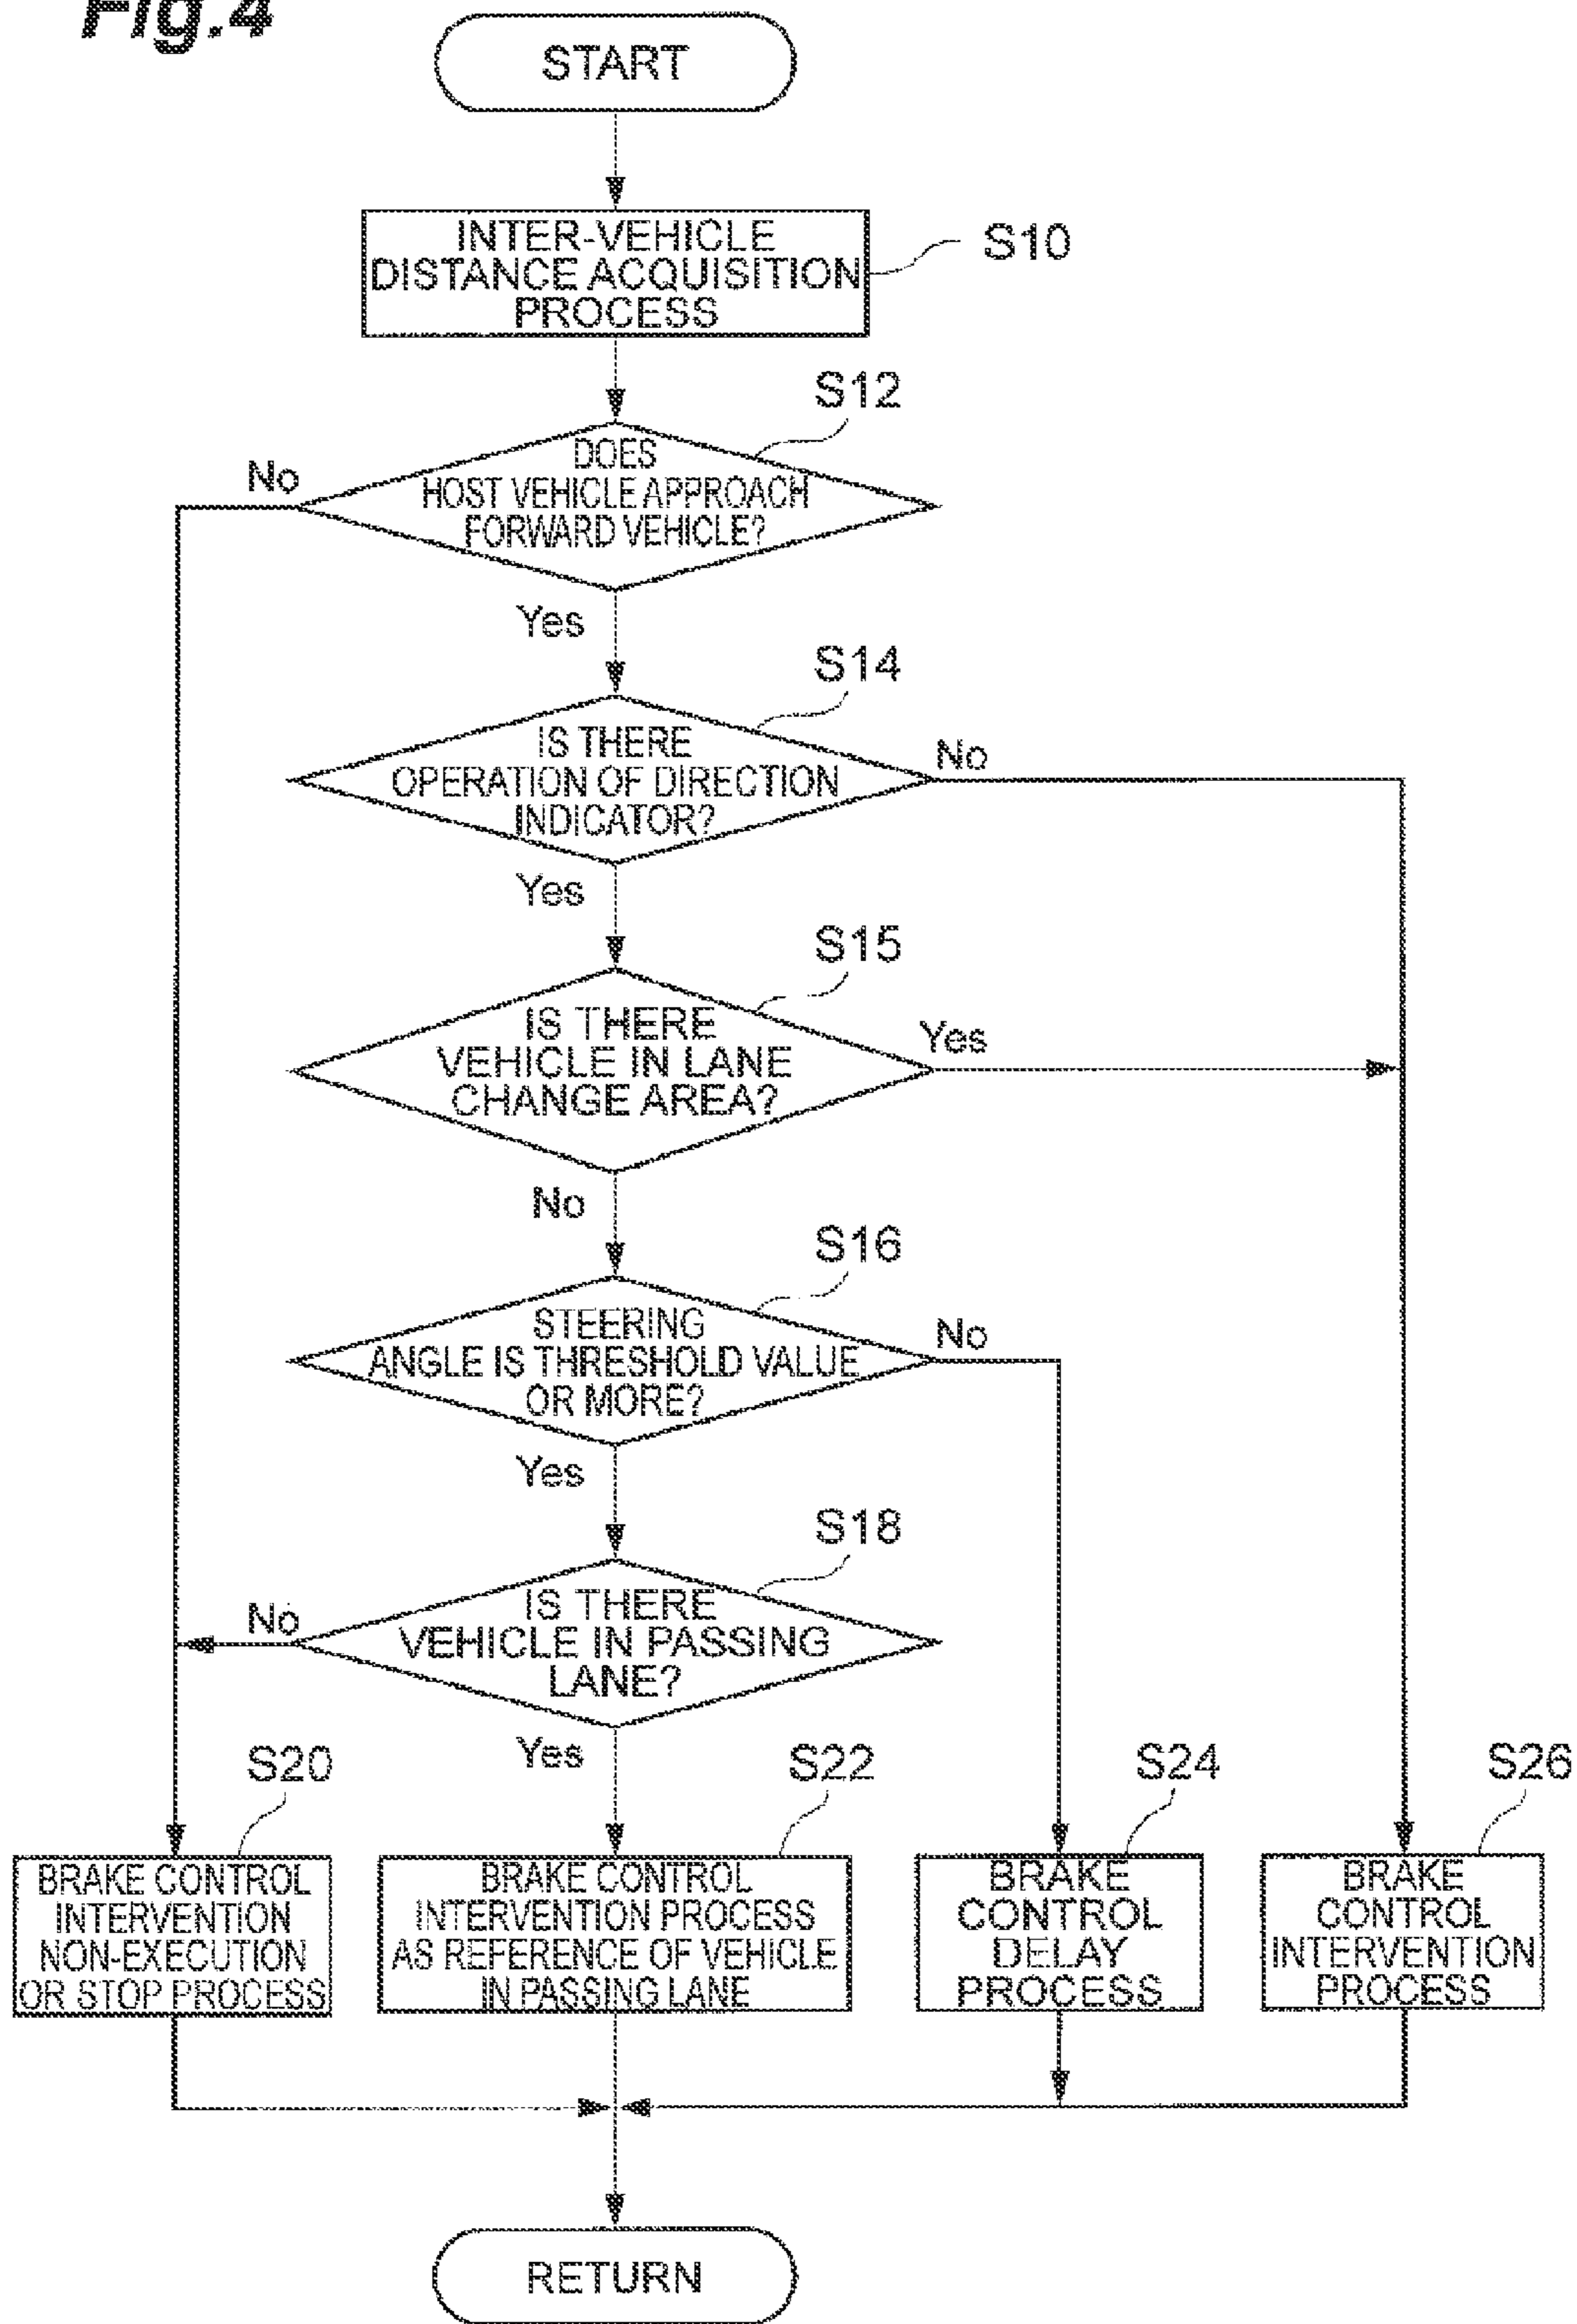 Fig.4
START
INTER-VEHICLE
DISTANCE ACQUISITION
PROCESS
S10
S12
DOES
HOST VEHICLE APPROACH
FORWARD VEHICLE?
No
Yes
S14
IS THERE
OPERATION OF DIRECTION
INDICATOR?
No
Yes
S15
IS THERE
VEHICLE IN LANE
CHANGE AREA?
Yes
No
S16
STEERING
ANGLE IS THRESHOLD VALUE
OR MORE?
No
Yes
S18
IS THERE
VEHICLE IN PASSING
LANE?
No
Yes
S20
BRAKE CONTROL
INTERVENTION
NON-EXECUTION
OR STOP PROCESS
S22
BRAKE CONTROL
INTERVENTION PROCESS
AS REFERENCE OF VEHICLE
IN PASSING LANE
S24
BRAKE
CONTROL
DELAY
PROCESS
S26
BRAKE
CONTROL
INTERVENTION
PROCESS
RETURN